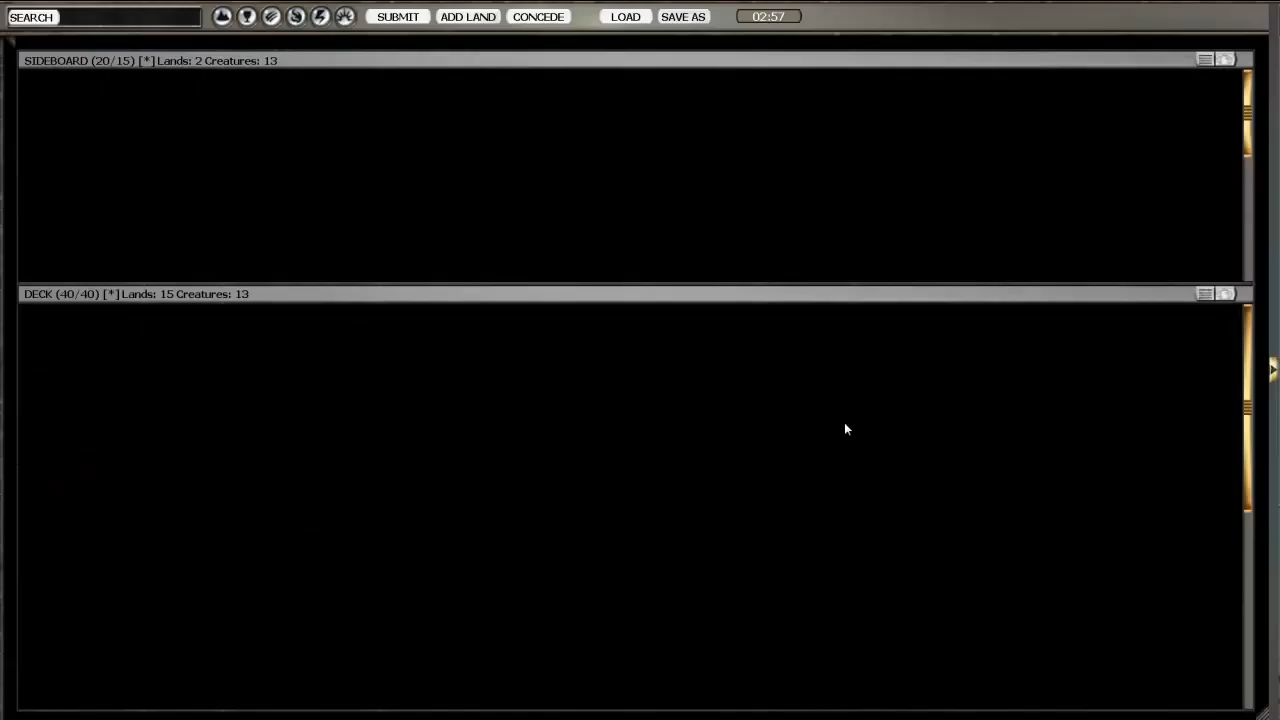 SEARCH SUBMIT ADD LAND CONCEDE LOAD SAVE AS 02:57
SIDEBOARD (20/15) [*] Lands: 2 Creatures: 13
DECK (40/40) [*] Lands: 15 Creatures: 13